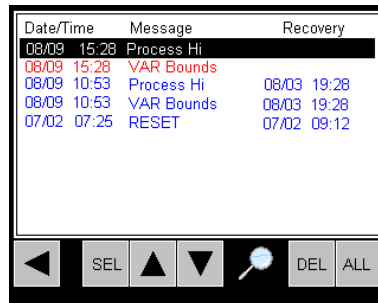 Date/Time Message Recovery
08/09 15:28 Process Hi
08/09 15:28 VAR Bounds
08/09 10:53 Process Hi 08/03 19:28
08/09 10:53 VAR Bounds 08/03 19:28
07/02 07:25 RESET 07/02 09:12
SEL DEL ALL